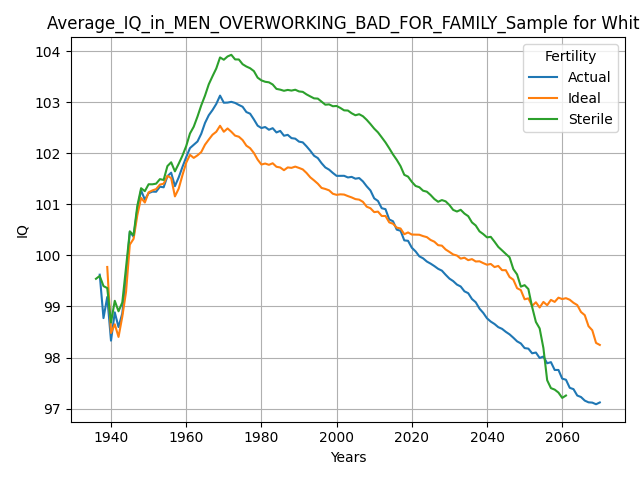 Average_IQ_in_MEN_OVERWORKING_BAD_FOR_FAMILY_Sample for Whit
Fertility
Actual
Ideal
Sterile
IQ
104
103
102
101
100
99
98
97
1940
1960
1980
2000
2020
2040
2060
Years